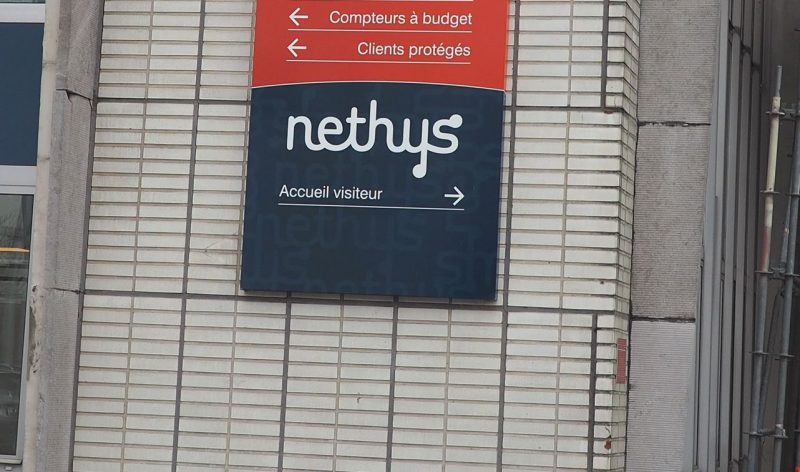 ← Compteurs à budget
← Clients protégés
nethys
Accueil visiteur →